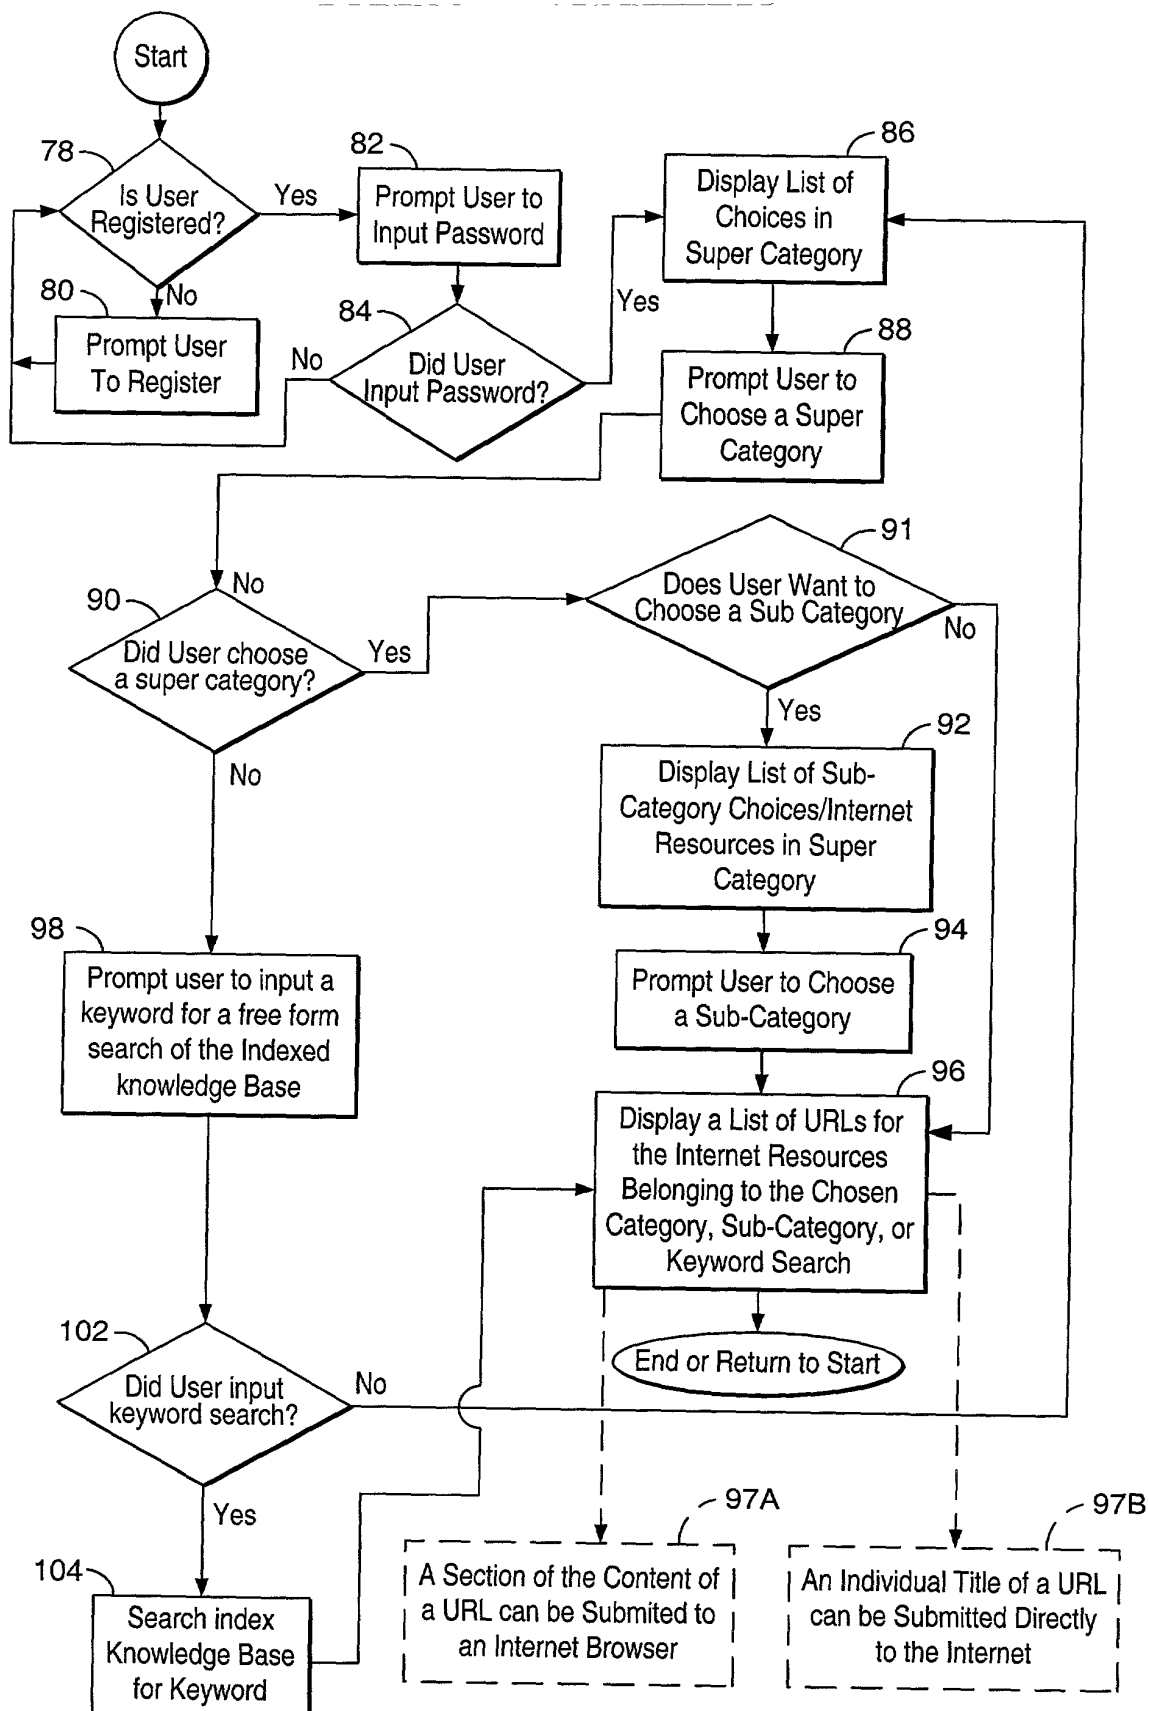 Start
78
Is User
Registered?
Yes
No
80
Prompt User
To Register
82
Prompt User to
Input Password
84
Did User
Input Password?
No
Yes
86
Display List of
Choices in
Super Category
88
Prompt User to
Choose a Super
Category
No
90
Did User choose
a super category?
Yes
No
91
Does User Want to
Choose a Sub Category
No
Yes
92
Display List of Sub-
Category Choices/Internet
Resources in Super
Category
94
Prompt User to Choose
a Sub-Category
96
Display a List of URLs for
the Internet Resources
Belonging to the Chosen
Category, Sub-Category, or
Keyword Search
End or Return to Start
98
Prompt user to input a
keyword for a free form
search of the Indexed
knowledge Base
102
Did User input
keyword search?
No
Yes
104
Search index
Knowledge Base
for Keyword
97A
A Section of the Content of
a URL can be Submited to
an Internet Browser
97B
An Individual Title of a URL
can be Submitted Directly
to the Internet